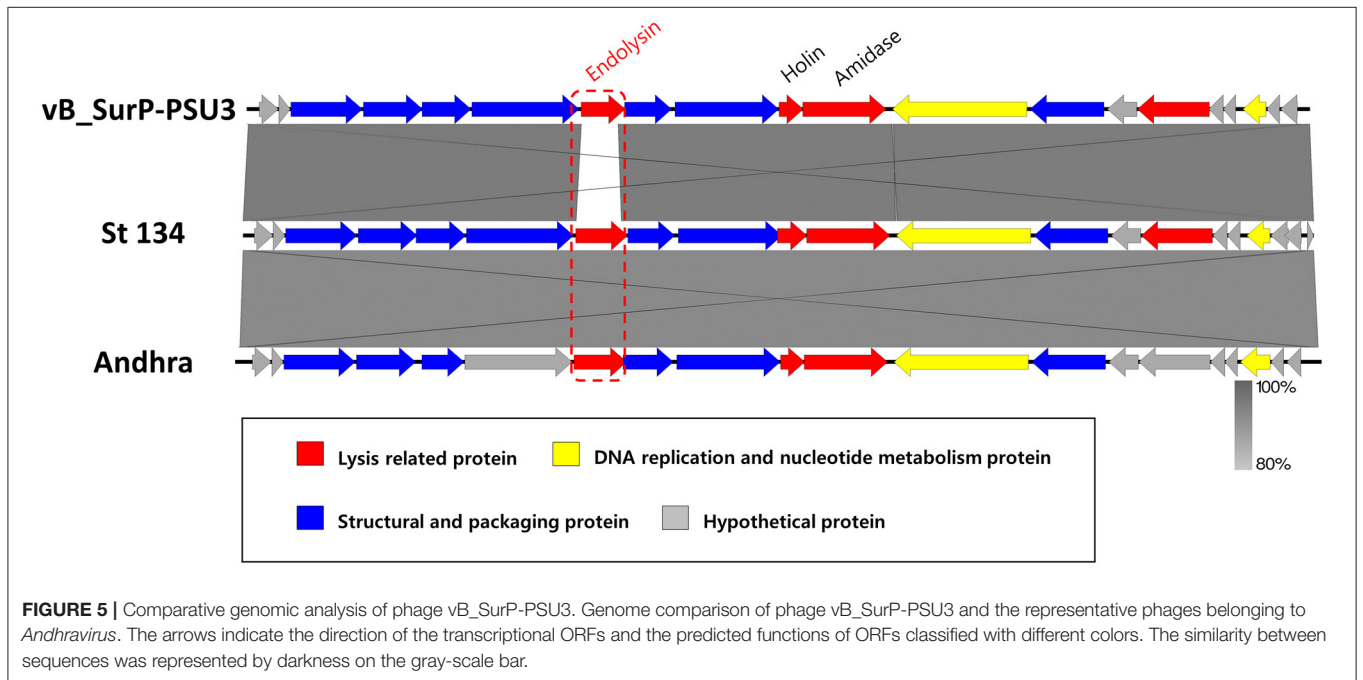 Endolysin
Holin
Amidase
vB_SurP-PSU3
St 134
Andhra
100%
80%
Lysis related protein
DNA replication and nucleotide metabolism protein
Structural and packaging protein
Hypothetical protein
FIGURE 5 | Comparative genomic analysis of phage vB_SurP-PSU3. Genome comparison of phage vB_SurP-PSU3 and the representative phages belonging to
Andhravirus. The arrows indicate the direction of the transcriptional ORFs and the predicted functions of ORFs classified with different colors. The similarity between
sequences was represented by darkness on the gray-scale bar.